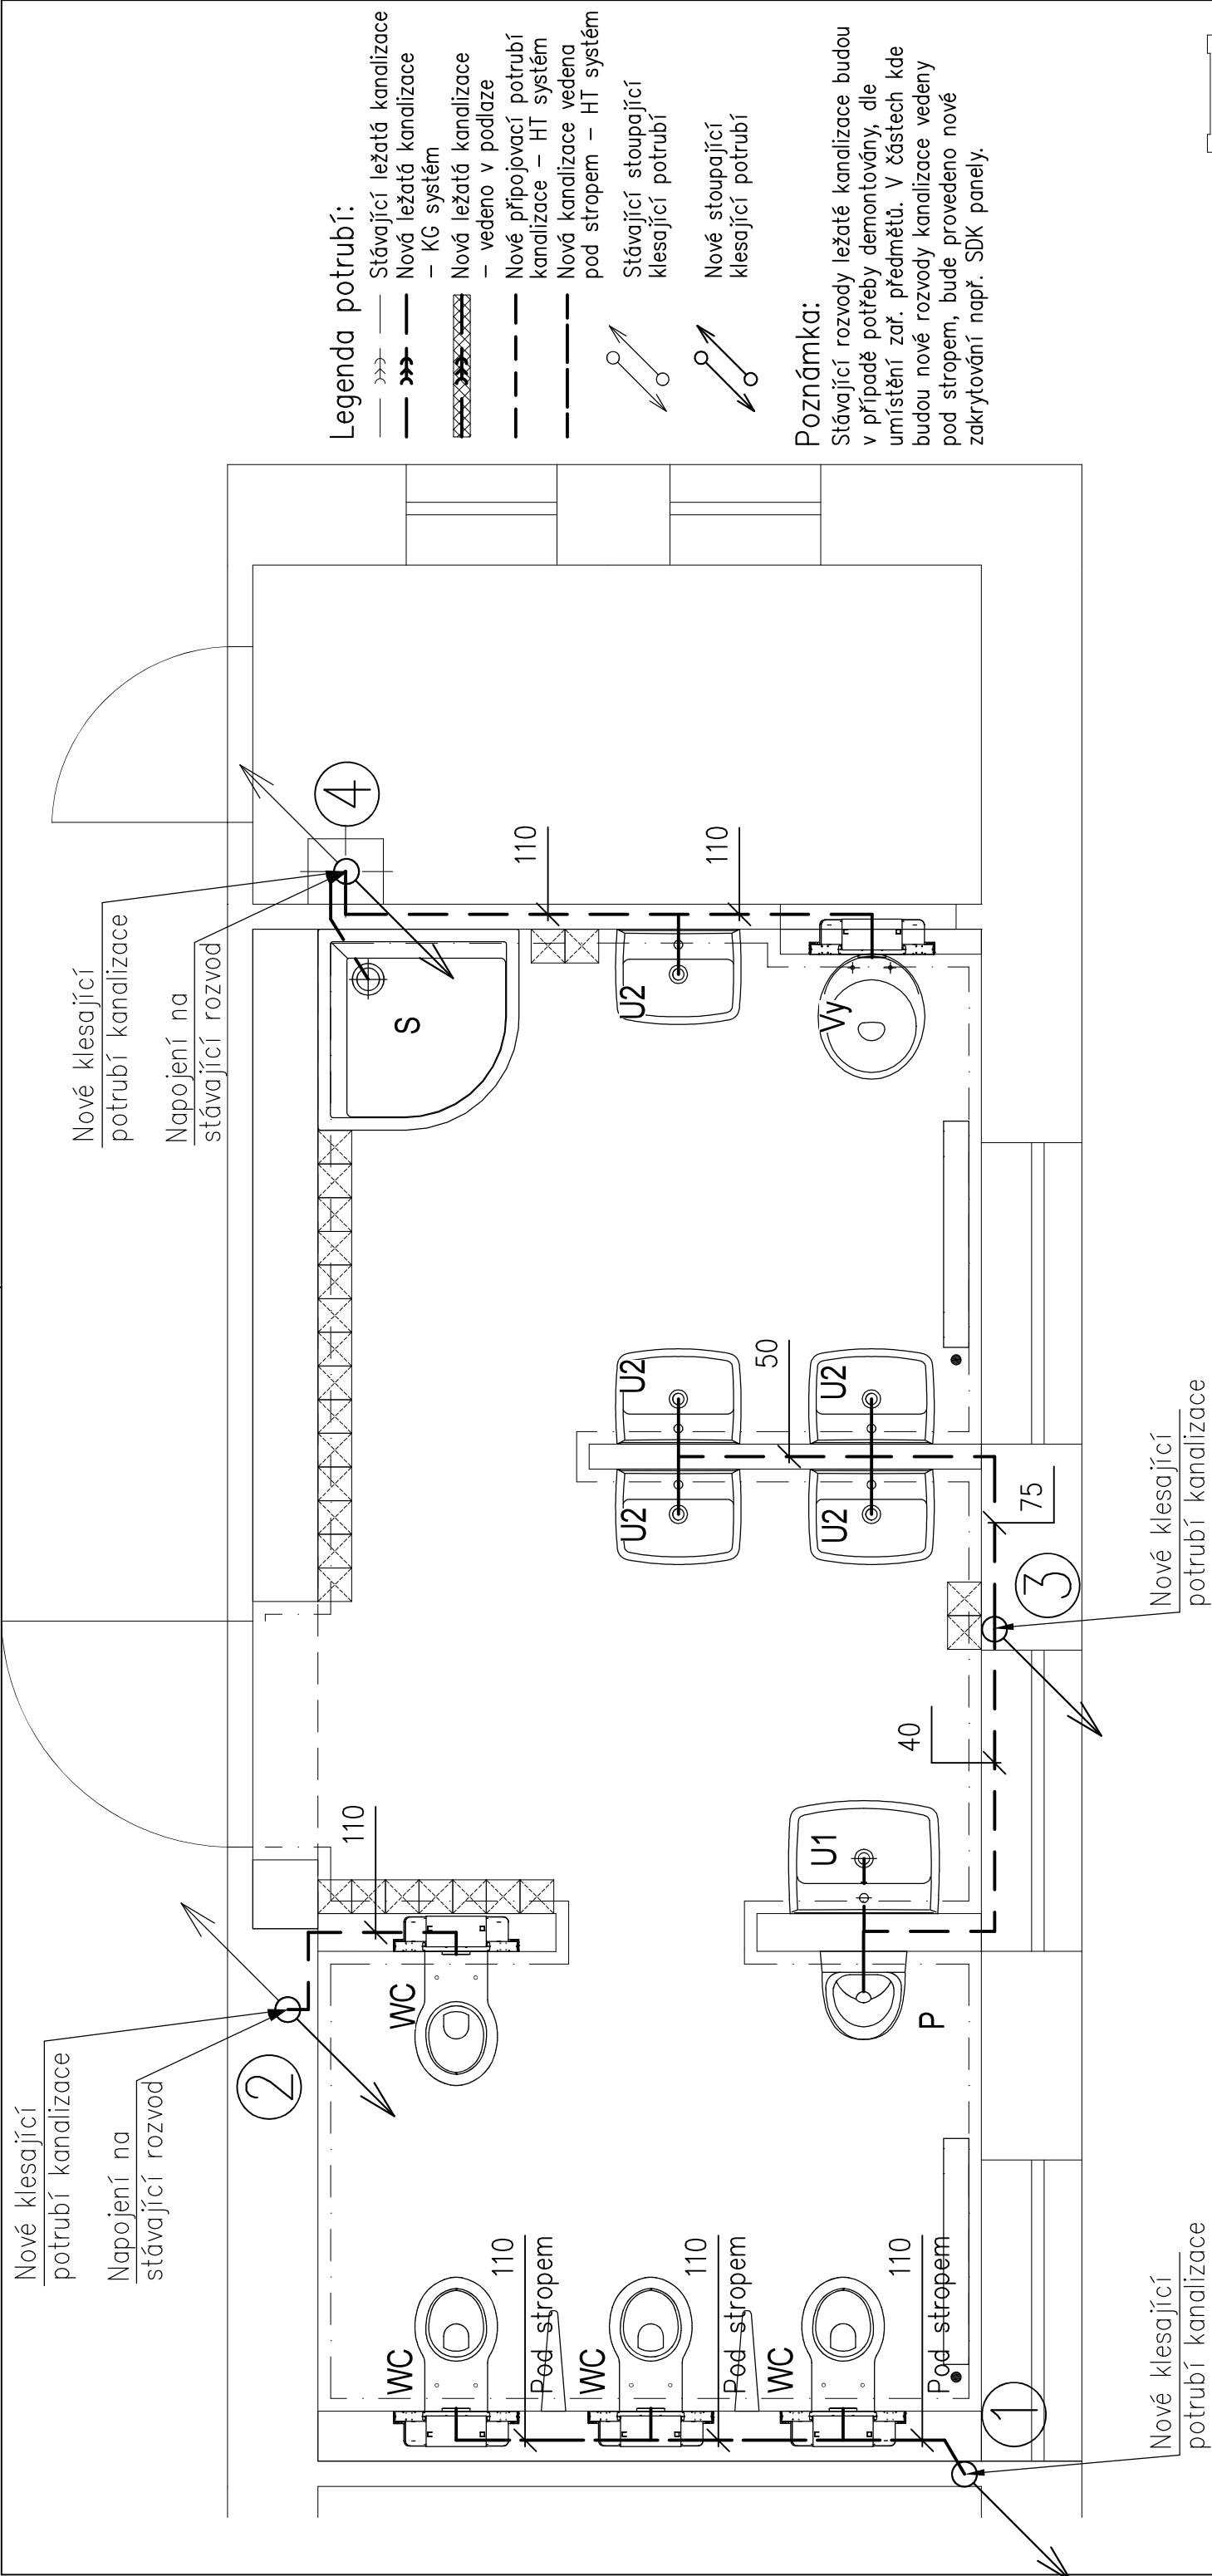 Legenda potrubí:
Stávající ležatá kanalizace
Nová ležatá kanalizace
– KG systém
Nová ležatá kanalizace
– vedeno v podlaze
Nové připojovací potrubí
kanalizace – HT systém
Nová kanalizace vedena
pod stropem – HT systém
Stávající stoupající
klesající potrubí
Nové stoupající
klesající potrubí
Poznámka:
Stávající rozvody ležaté kanalizace budou
v případě potřeby demontovány, dle
umístění zař. předmětů. V částech kde
budou nové rozvody kanalizace vedeny
pod stropem, bude provedeno nové
zakrytování např. SDK panely.
Nové klesající
potrubí kanalizace
Napojení na
stávající rozvod
4
S
110
U2
110
Vy
U2
50
U2
U2
U2
75
3
Nové klesající
potrubí kanalizace
40
U1
P
110
WC
2
Nové klesající
potrubí kanalizace
Napojení na
stávající rozvod
WC
110
Pod stropem
WC
110
Pod stropem
WC
110
Pod stropem
1
Nové klesající
potrubí kanalizace